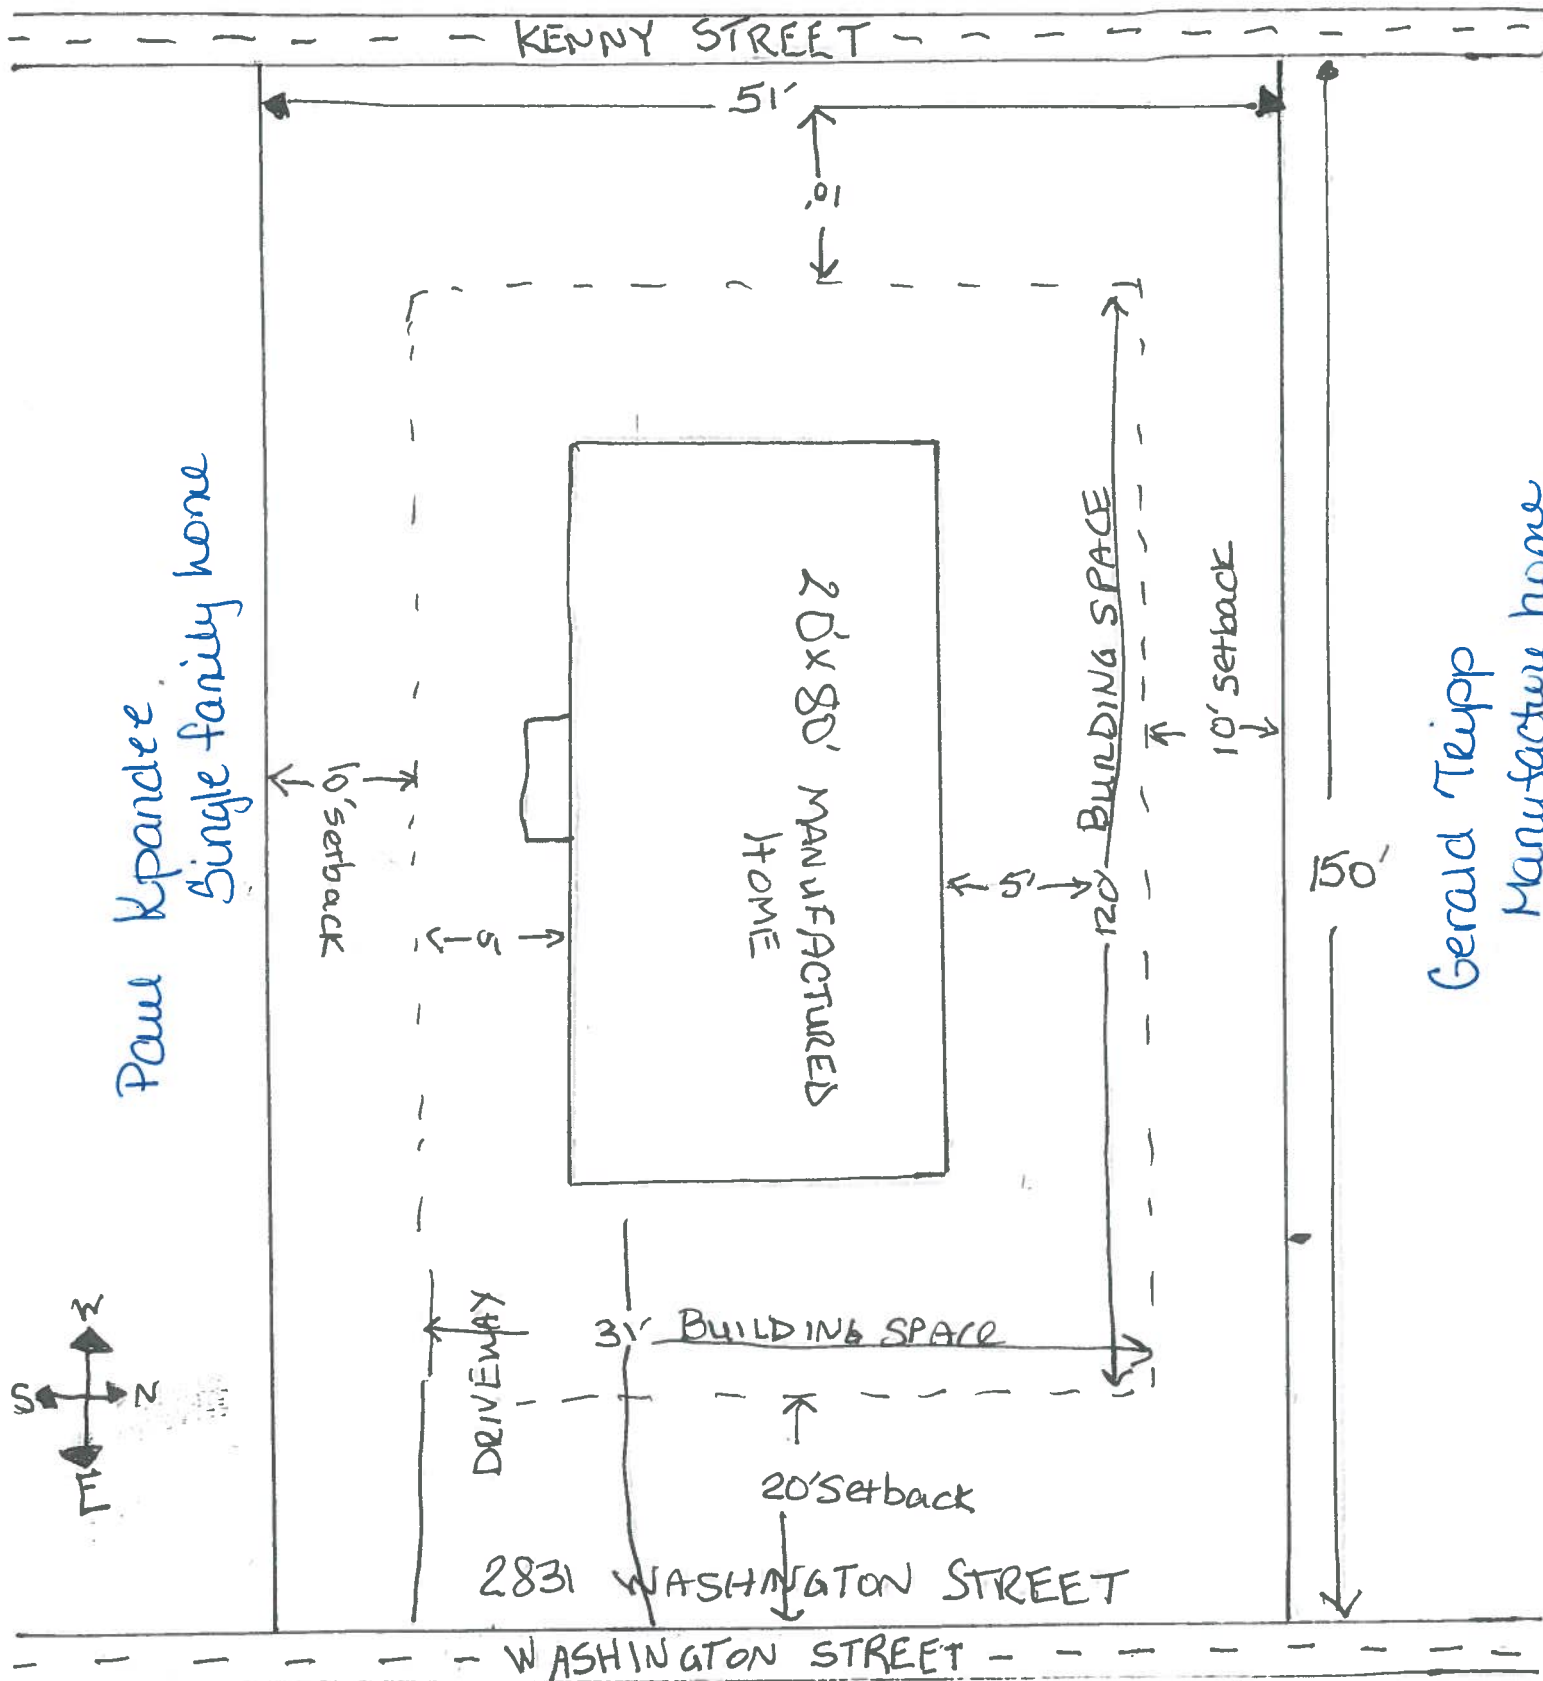 KENNY STREET
51'
10'
Paul Kpandee
Single family home
10' setback
5'
20' x 80' MANUFACTURED
HOME
5'
120' BUILDING SPACE
10' setback
150'
Gerald Tripp
Manufacture home
W
S N
E
DRIVEWAY
31' BUILDING SPACE
20' Setback
2831 WASHINGTON STREET
WASHINGTON STREET